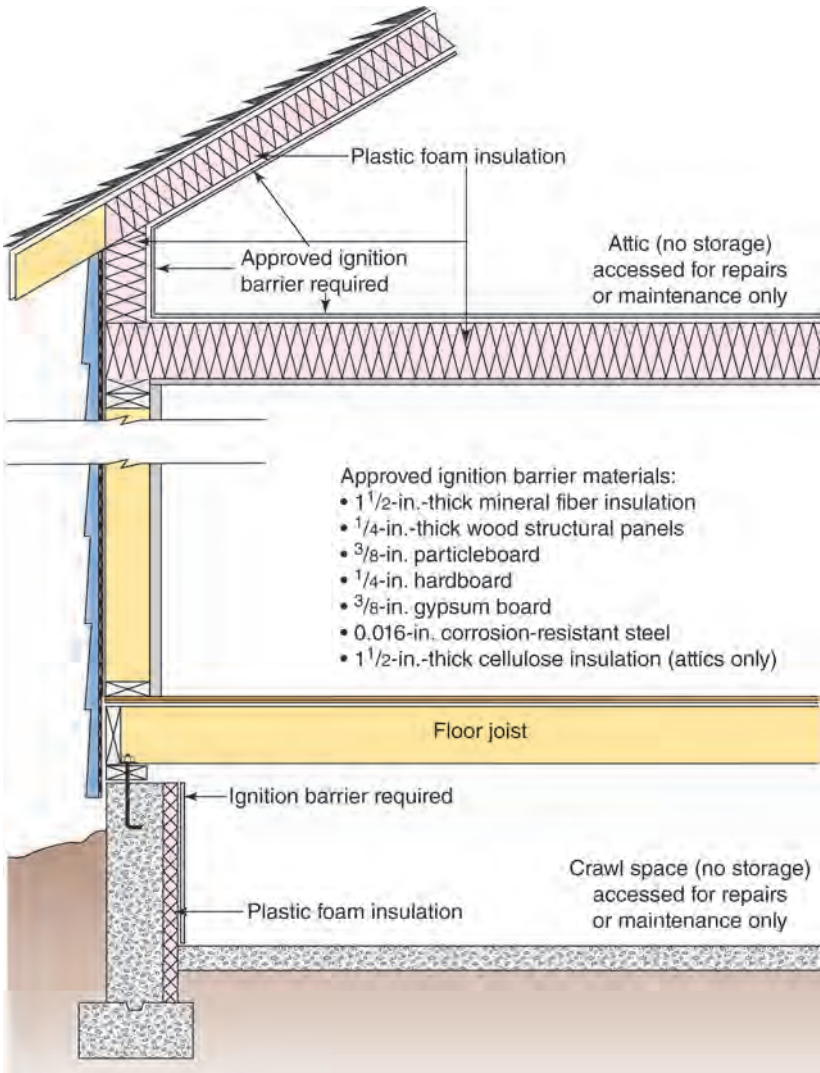 Plastic foam insulation
Attic (no storage)
accessed for repairs
or maintenance only
Approved ignition
barrier required
Approved ignition barrier materials:
• 1 1/2-in.-thick mineral fiber insulation
• 1/4-in.-thick wood structural panels
• 3/8-in. particleboard
• 1/4-in. hardboard
• 3/8-in. gypsum board
• 0.016-in. corrosion-resistant steel
• 1 1/2-in.-thick cellulose insulation (attics only)
Floor joist
Ignition barrier required
Crawl space (no storage)
accessed for repairs
or maintenance only
Plastic foam insulation